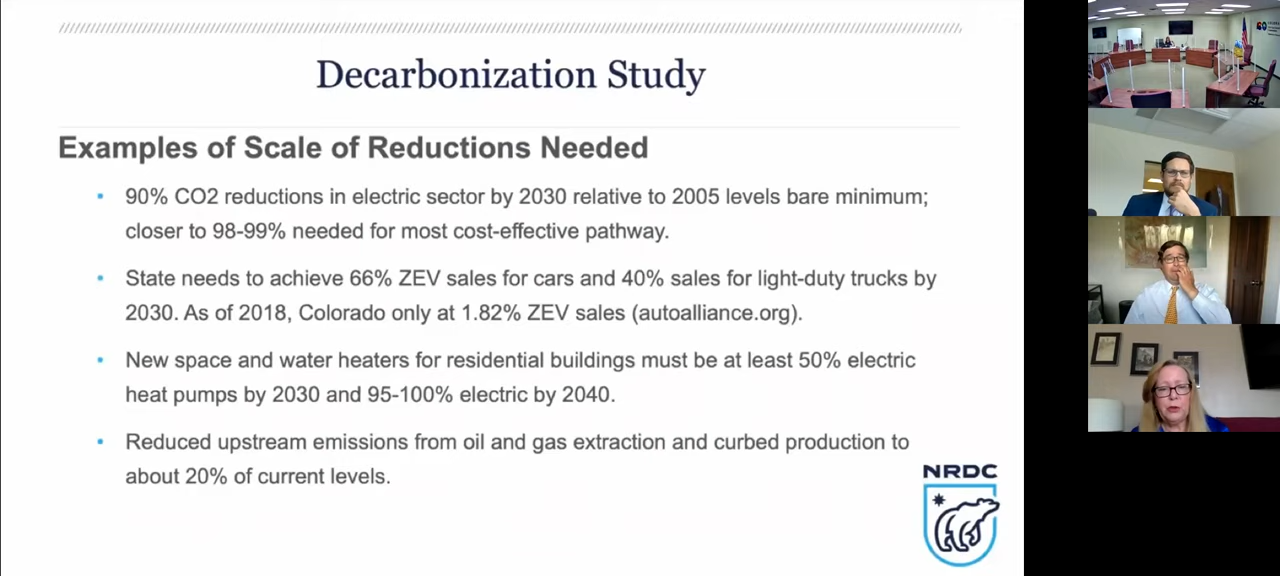 Decarbonization Study
Examples of Scale of Reductions Needed
• 90% CO2 reductions in electric sector by 2030 relative to 2005 levels bare minimum;
closer to 98-99% needed for most cost-effective pathway.
• State needs to achieve 66% ZEV sales for cars and 40% sales for light-duty trucks by
2030. As of 2018, Colorado only at 1.82% ZEV sales (autoalliance.org).
• New space and water heaters for residential buildings must be at least 50% electric
heat pumps by 2030 and 95-100% electric by 2040.
• Reduced upstream emissions from oil and gas extraction and curbed production to
about 20% of current levels.
NRDC